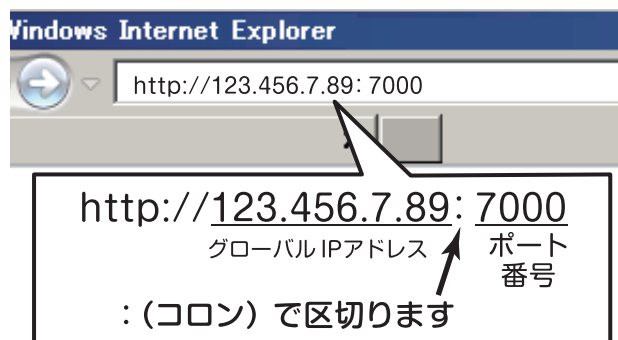 Windows Internet Explorer
http://123.456.7.89: 7000
http://123.456.7.89: 7000
グローバル IPアドレス
ポート
番号
：(コロン) で区切ります